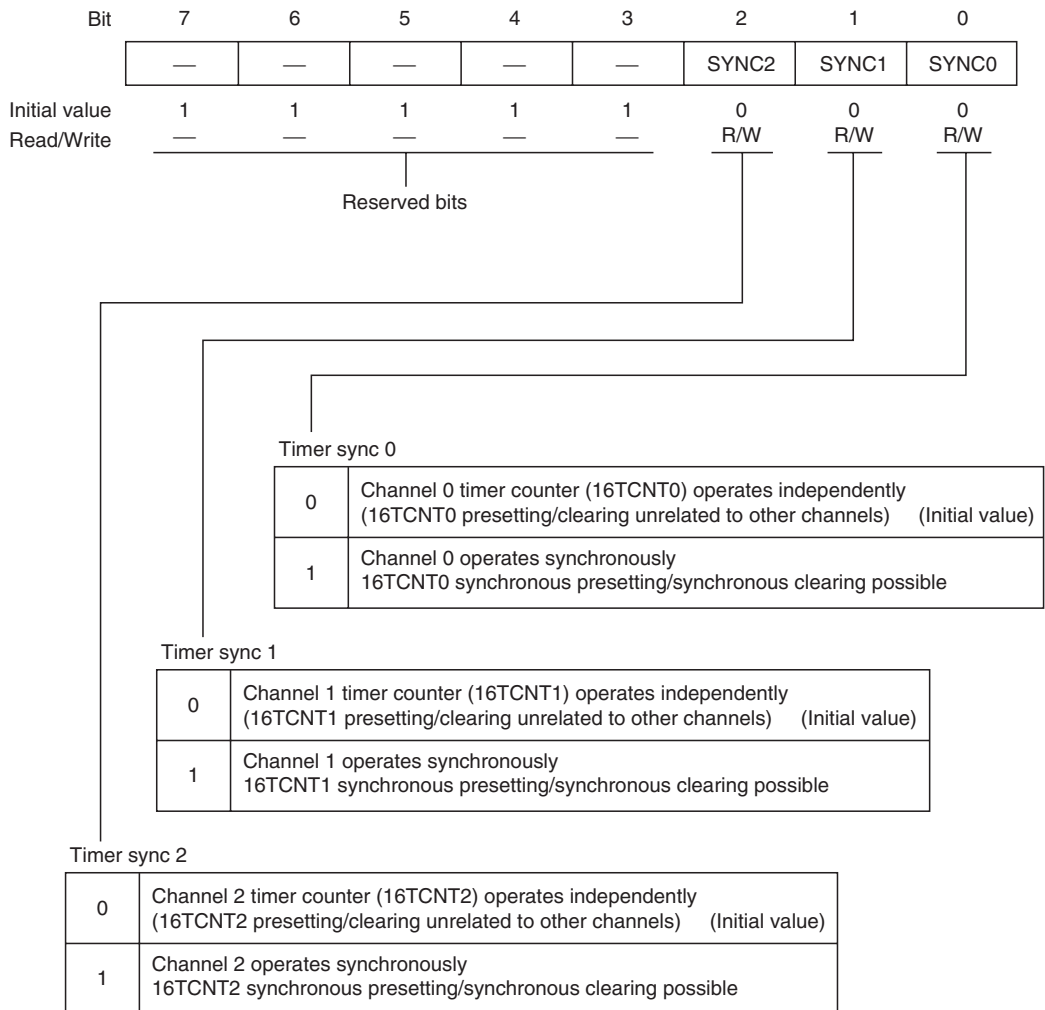 Bit 7 6 5 4 3 2 1 0
— — — — — SYNC2 SYNC1 SYNC0
Initial value 1 1 1 1 1 0 0 0
Read/Write — — — — — R/W R/W R/W
Reserved bits
Timer sync 0
0 Channel 0 timer counter (16TCNT0) operates independently
(16TCNT0 presetting/clearing unrelated to other channels) (Initial value)
1 Channel 0 operates synchronously
16TCNT0 synchronous presetting/synchronous clearing possible
Timer sync 1
0 Channel 1 timer counter (16TCNT1) operates independently
(16TCNT1 presetting/clearing unrelated to other channels) (Initial value)
1 Channel 1 operates synchronously
16TCNT1 synchronous presetting/synchronous clearing possible
Timer sync 2
0 Channel 2 timer counter (16TCNT2) operates independently
(16TCNT2 presetting/clearing unrelated to other channels) (Initial value)
1 Channel 2 operates synchronously
16TCNT2 synchronous presetting/synchronous clearing possible